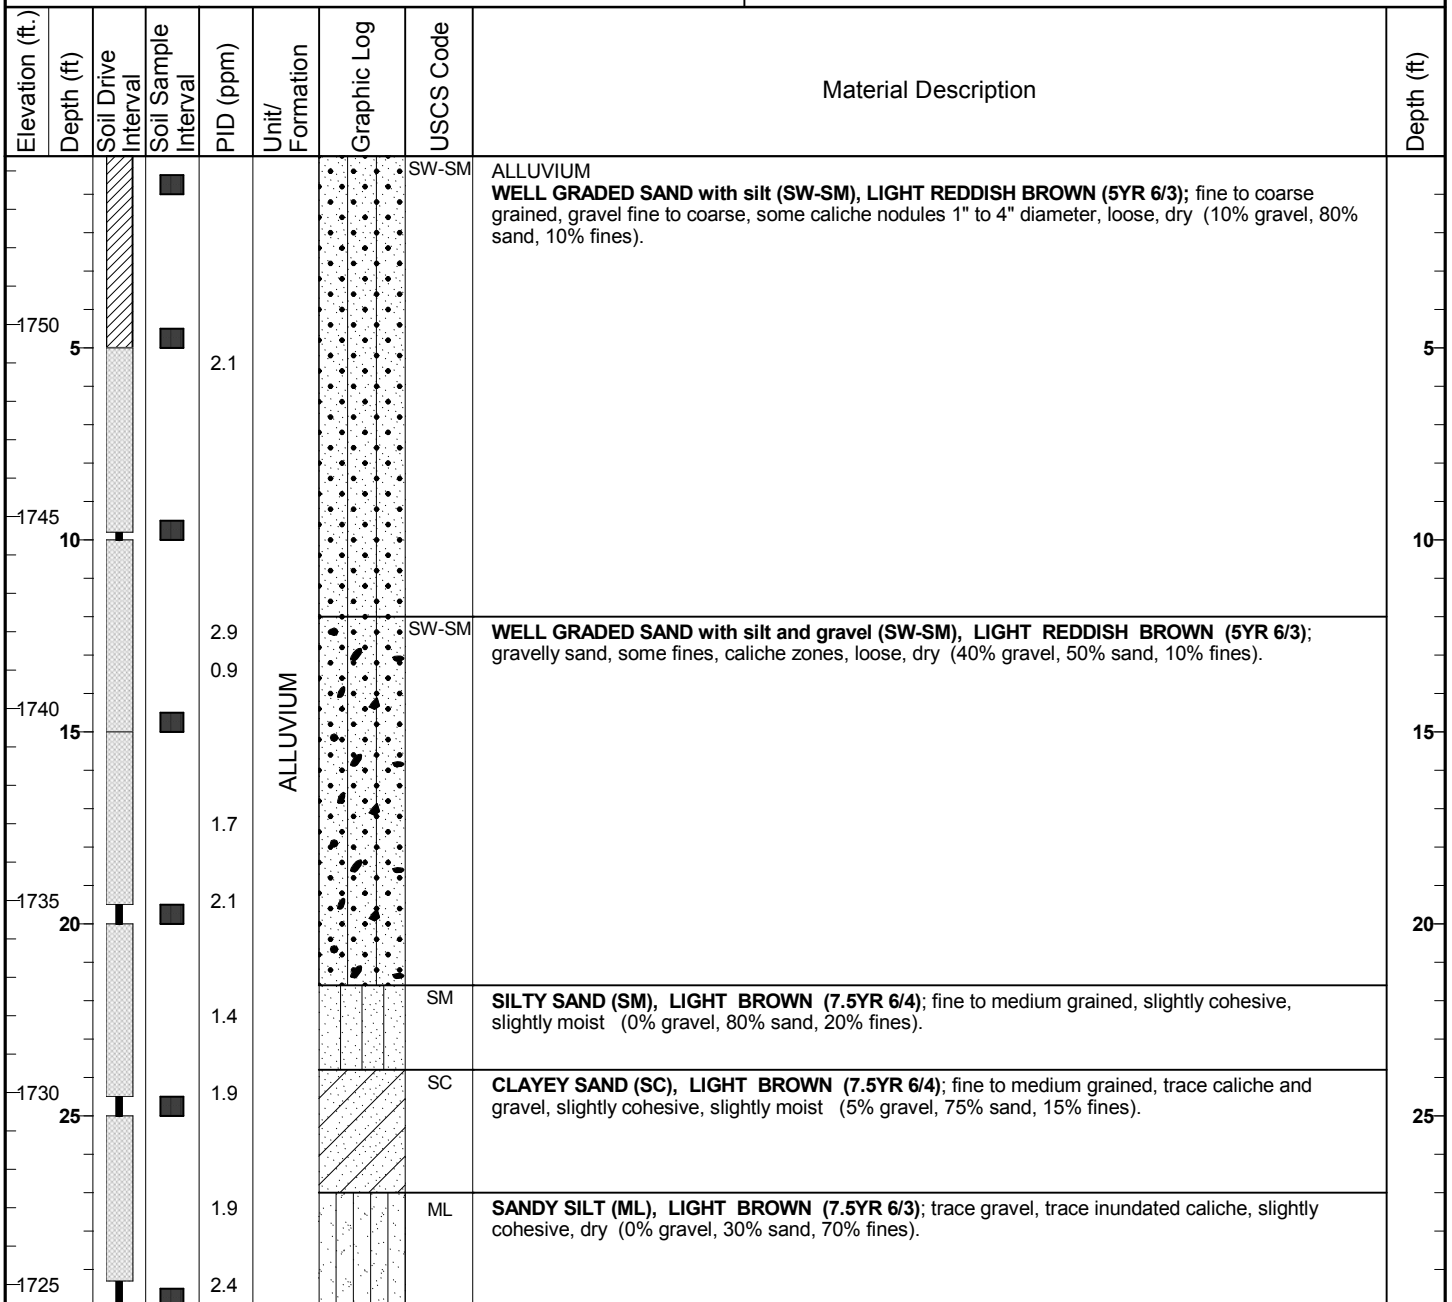 Elevation (ft.)
Depth (ft)
Soil Drive
Interval
Soil Sample
Interval
PID (ppm)
Unit/
Formation
Graphic Log
USCS Code
Material Description
Depth (ft)
SW-SM
ALLUVIUM
WELL GRADED SAND with silt (SW-SM), LIGHT REDDISH BROWN (5YR 6/3); fine to coarse
grained, gravel fine to coarse, some caliche nodules 1" to 4" diameter, loose, dry (10% gravel, 80%
sand, 10% fines).
1750
5
2.1
5
1745
10
10
2.9
SW-SM
WELL GRADED SAND with silt and gravel (SW-SM), LIGHT REDDISH BROWN (5YR 6/3);
gravelly sand, some fines, caliche zones, loose, dry (40% gravel, 50% sand, 10% fines).
0.9
1740
15
ALLUVIUM
15
1.7
1735
2.1
20
20
SM
SILTY SAND (SM), LIGHT BROWN (7.5YR 6/4); fine to medium grained, slightly cohesive,
slightly moist (0% gravel, 80% sand, 20% fines).
1.4
SC
CLAYEY SAND (SC), LIGHT BROWN (7.5YR 6/4); fine to medium grained, trace caliche and
gravel, slightly cohesive, slightly moist (5% gravel, 75% sand, 15% fines).
1730
1.9
25
25
1.9
ML
SANDY SILT (ML), LIGHT BROWN (7.5YR 6/3); trace gravel, trace inundated caliche, slightly
cohesive, dry (0% gravel, 30% sand, 70% fines).
1725
2.4